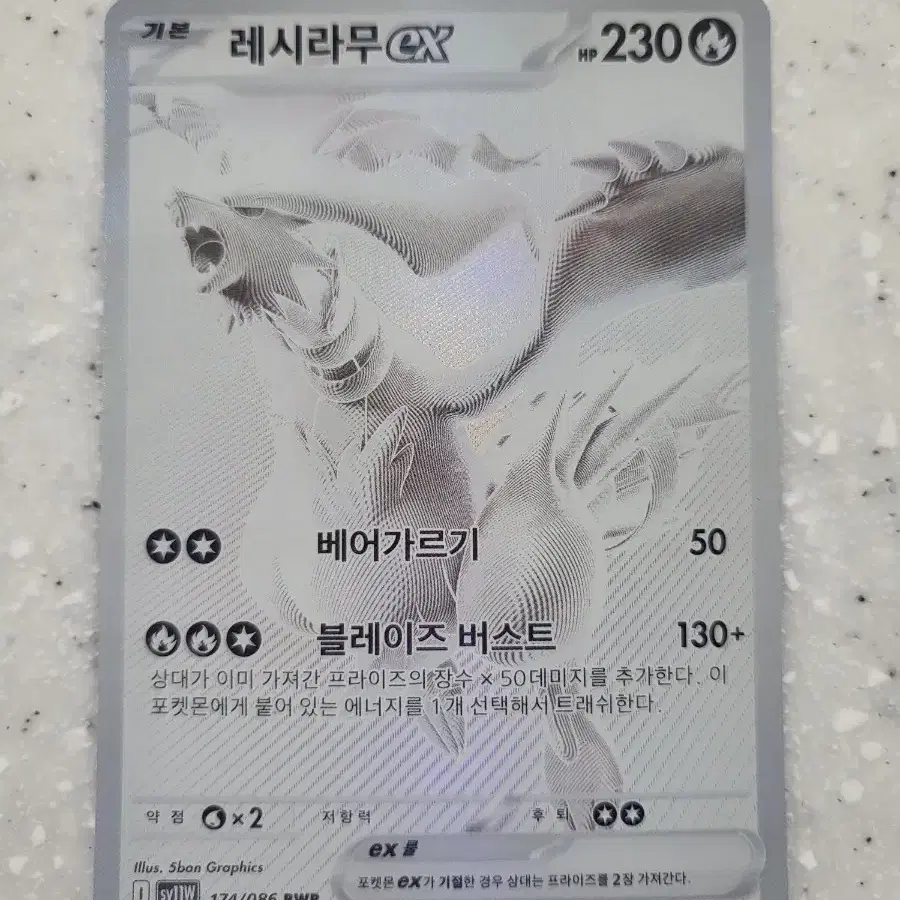 기본 레시라무 ex HP 230
베어가르기 50
블레이즈 버스트 130+
상대가 이미 가져간 프라이즈의 장수 × 50데미지를 추가한다. 이
포켓몬에게 붙어 있는 에너지를 1개 선택해서 트래쉬한다.
약점 ×2 저항력 후퇴
ex 룰
Illus. 5ban Graphics
포켓몬 ex가 기절한 경우 상대는 프라이즈를 2장 가져간다.
I SV11W 174/086 BWR